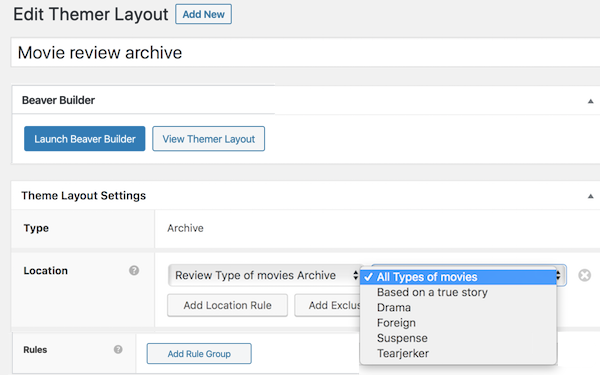 Edit Themer Layout Add New
Movie review archive
Beaver Builder
Launch Beaver Builder View Themer Layout
Theme Layout Settings
Type Archive
Location ? Review Type of movies Archive ✓ All Types of movies
Based on a true story
Drama
Foreign
Suspense
Tearjerker
Add Location Rule Add Exclus
Rules ? Add Rule Group